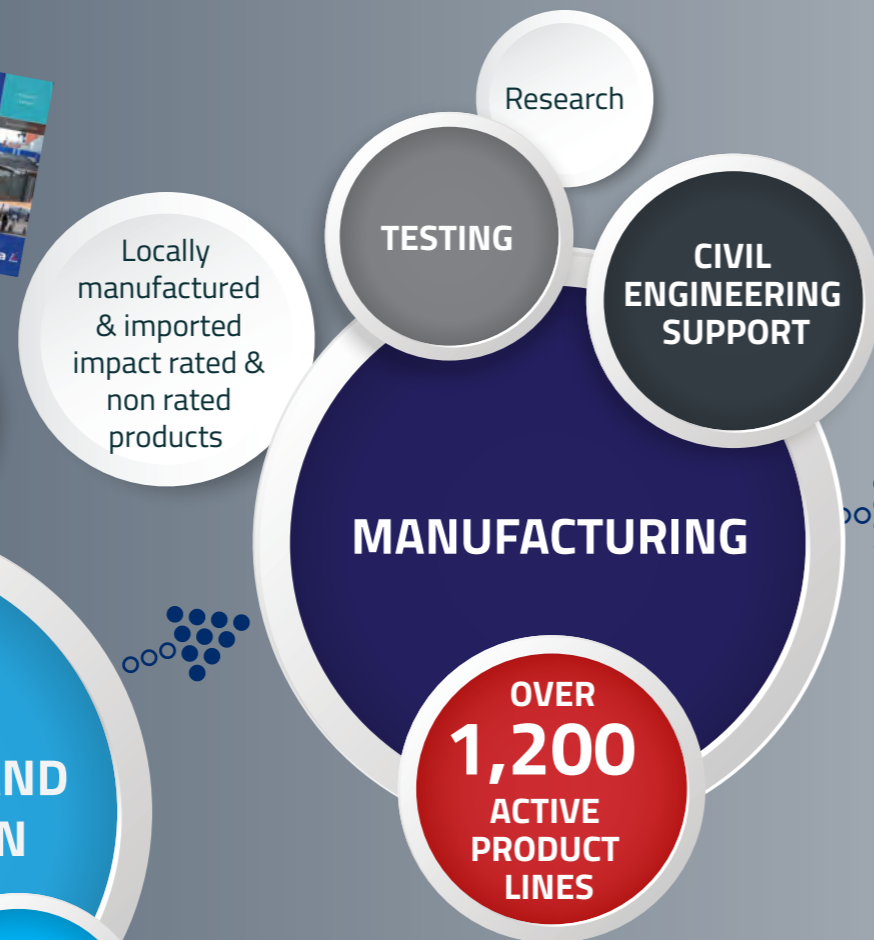 Research
TESTING
CIVIL
ENGINEERING
SUPPORT
Locally
manufactured
& imported
impact rated &
non rated
products
MANUFACTURING
OVER
1,200
ACTIVE
PRODUCT
LINES